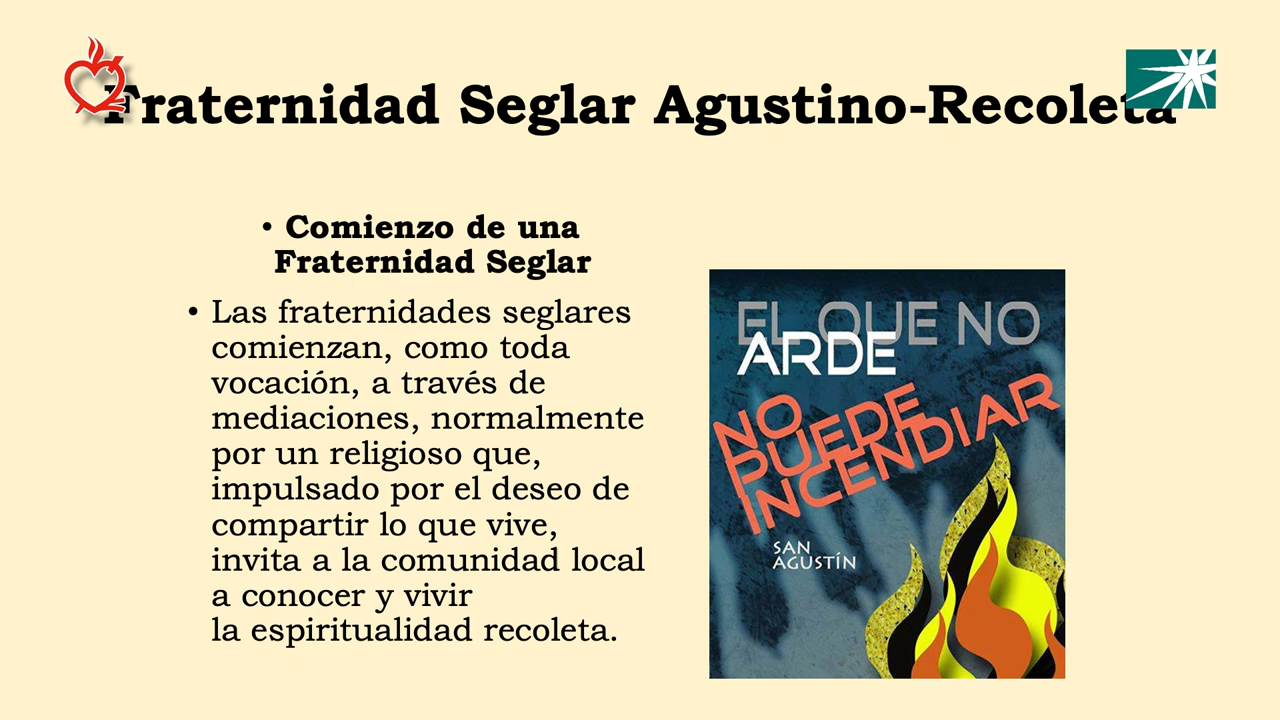 Fraternidad Seglar Agustino-Recoleta
• Comienzo de una
Fraternidad Seglar
• Las fraternidades seglares
comienzan, como toda
vocación, a través de
mediaciones, normalmente
por un religioso que,
impulsado por el deseo de
compartir lo que vive,
invita a la comunidad local
a conocer y vivir
la espiritualidad recoleta.
EL QUE NO
ARDE
NO
PUEDE
INCENDIAR
SAN
AGUSTÍN